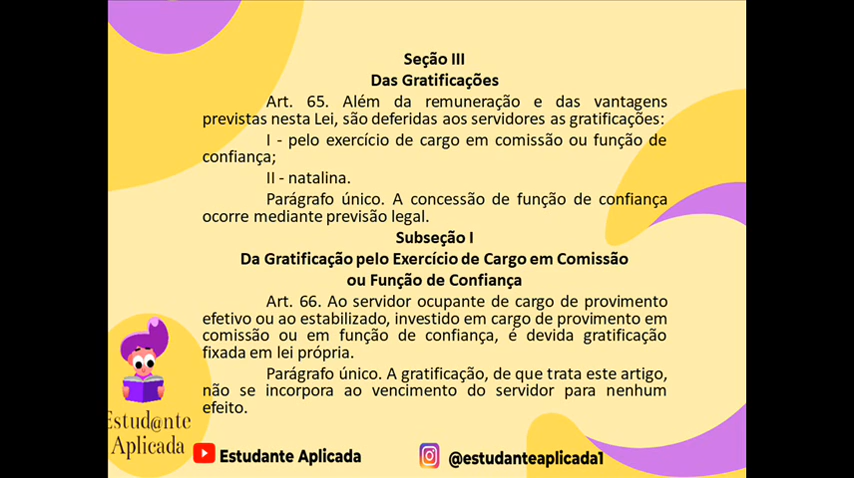 Seção III
Das Gratificações
Art. 65. Além da remuneração e das vantagens
previstas nesta Lei, são deferidas aos servidores as gratificações:
I - pelo exercício de cargo em comissão ou função de
confiança;
II - natalina.
Parágrafo único. A concessão de função de confiança
ocorre mediante previsão legal.
Subseção I
Da Gratificação pelo Exercício de Cargo em Comissão
ou Função de Confiança
Art. 66. Ao servidor ocupante de cargo de provimento
efetivo ou ao estabilizado, investido em cargo de provimento em
comissão ou em função de confiança, é devida gratificação
fixada em lei própria.
Parágrafo único. A gratificação, de que trata este artigo,
não se incorpora ao vencimento do servidor para nenhum
efeito.
Estud@nte
Aplicada
Estudante Aplicada
@estudanteaplicada1